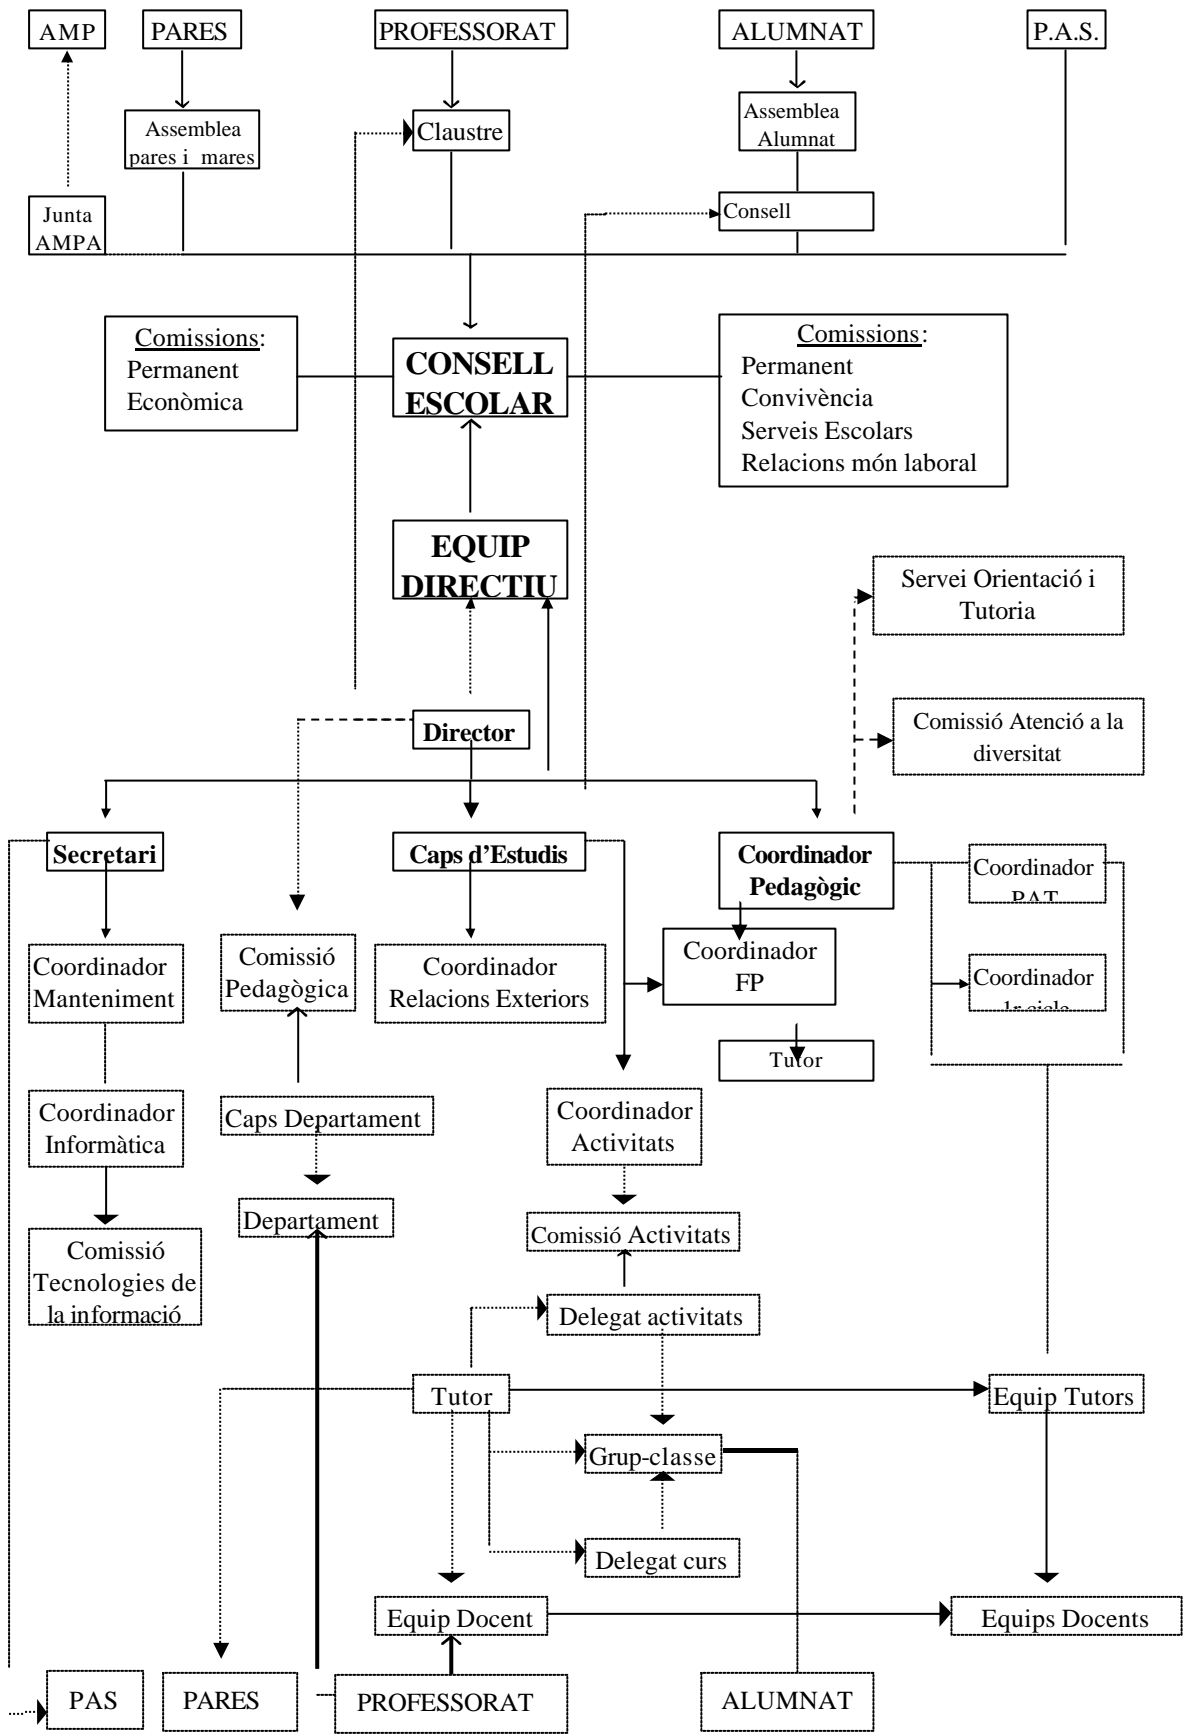 AMP
PARES
PROFESSORAT
ALUMNAT
P.A.S.
Assemblea
pares i mares
Claustre
Assemblea
Alumnat
Junta
AMPA
Consell
Comissions:
Permanent
Econòmica
CONSELL
ESCOLAR
Comissions:
Permanent
Convivència
Serveis Escolars
Relacions món laboral
EQUIP
DIRECTIU
Servei Orientació i
Tutoria
Director
Comissió Atenció a la
diversitat
Secretari
Caps d’Estudis
Coordinador
Pedagògic
Coordinador
PAT
Coordinador
Manteniment
Comissió
Pedagògica
Coordinador
Relacions Exteriors
Coordinador
FP
Coordinador
1r cicle
Tutor
Coordinador
Informàtica
Caps Departament
Coordinador
Activitats
Departament
Comissió Activitats
Comissió
Tecnologies de
la informació
Delegat activitats
Tutor
Equip Tutors
Grup-classe
Delegat curs
Equip Docent
Equips Docents
PAS
PARES
PROFESSORAT
ALUMNAT